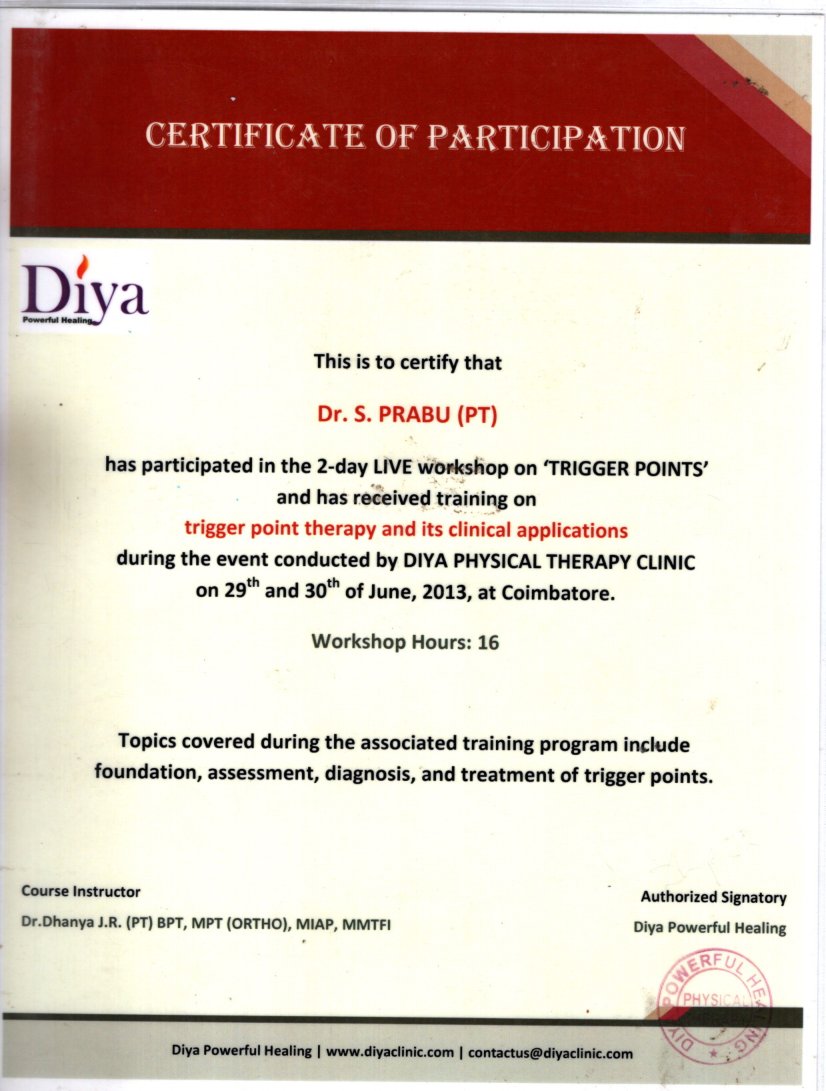 CERTIFICATE OF PARTICIPATION
Diya
Powerful Healing
This is to certify that
Dr. S. PRABU (PT)
has participated in the 2-day LIVE workshop on ‘TRIGGER POINTS’
and has received training on
trigger point therapy and its clinical applications
during the event conducted by DIYA PHYSICAL THERAPY CLINIC
on 29th and 30th of June, 2013, at Coimbatore.
Workshop Hours: 16
Topics covered during the associated training program include
foundation, assessment, diagnosis, and treatment of trigger points.
Course Instructor
Dr.Dhanya J.R. (PT) BPT, MPT (ORTHO), MIAP, MMTFI
Authorized Signatory
Diya Powerful Healing
DIYA POWERFUL HEALING
PHYSICAL
Diya Powerful Healing | www.diyaclinic.com | contactus@diyaclinic.com